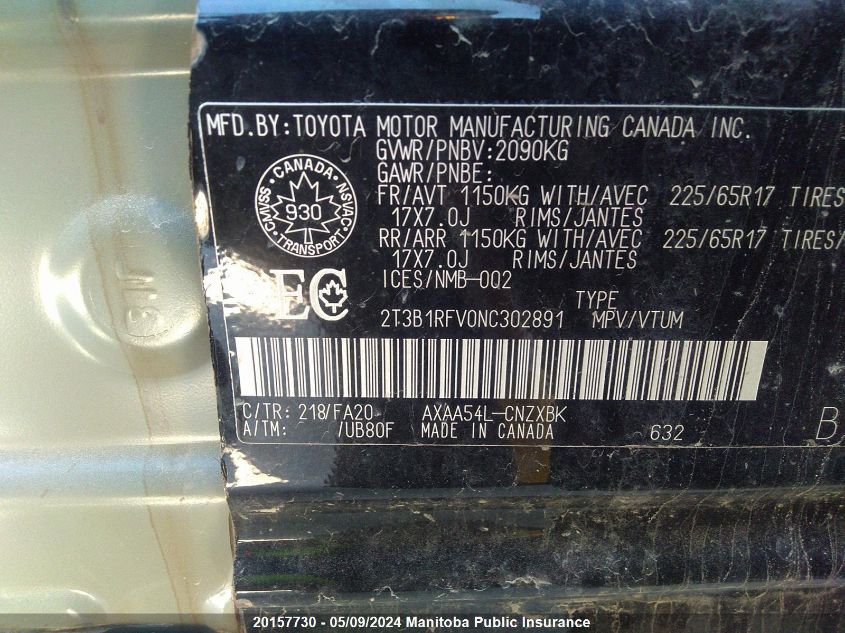 MFD.BY:TOYOTA MOTOR MANUFACTURING CANADA INC.
GVWR/PNBV:2090KG
GAWR/PNBE:
FR/AVT 1150KG WITH/AVEC 225/65R17 TIRES
17X7.0J RIMS/JANTES
RR/ARR 1150KG WITH/AVEC 225/65R17 TIRES/
17X7.0J RIMS/JANTES
ICES/NMB-002
CANADA
CMVSS NSVAC
930
TRANSPORT
EC
TYPE
2T3B1RFV0NC302891 MPV/VTUM
C/TR: 218/FA20 AXAA54L-CNZXBK
A/TM: /UB80F MADE IN CANADA 632 B
20157730 - 05/09/2024 Manitoba Public Insurance